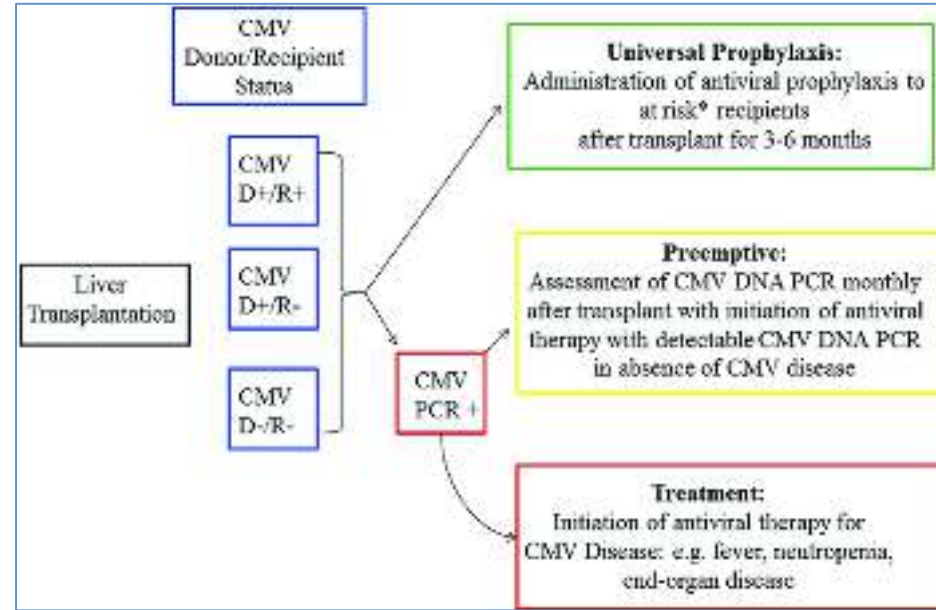 CMV
Donor/Recipient
Status
CMV
D+/R+
CMV
D+/R-
CMV
D-/R-
Liver
Transplantation
CMV
PCR +
Universal Prophylaxis:
Administration of antiviral prophylaxis to
at risk* recipients
after transplant for 3-6 months
Preemptive:
Assessment of CMV DNA PCR monthly
after transplant with initiation of antiviral
therapy with detectable CMV DNA PCR
in absence of CMV disease
Treatment:
Initiation of antiviral therapy for
CMV Disease: e.g. fever, neutropenia,
end-organ disease